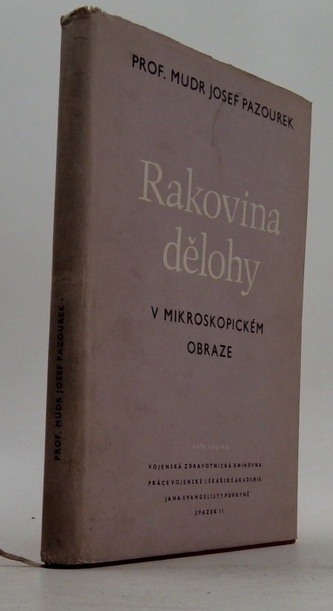 PROF. MUDR JOSEF PAZOUREK
Rakovina
dělohy
V MIKROSKOPICKÉM
OBRAZE
VOJENSKÁ ZDRAVOTNICKÁ KNIHOVNA
PRÁCE VOJENSKÉ LÉKAŘSKÉ AKADEMIE
JANA EVANGELISTY PURKYNĚ
SVAZEK 11
PROF. MUDR JOSEF PAZOUREK